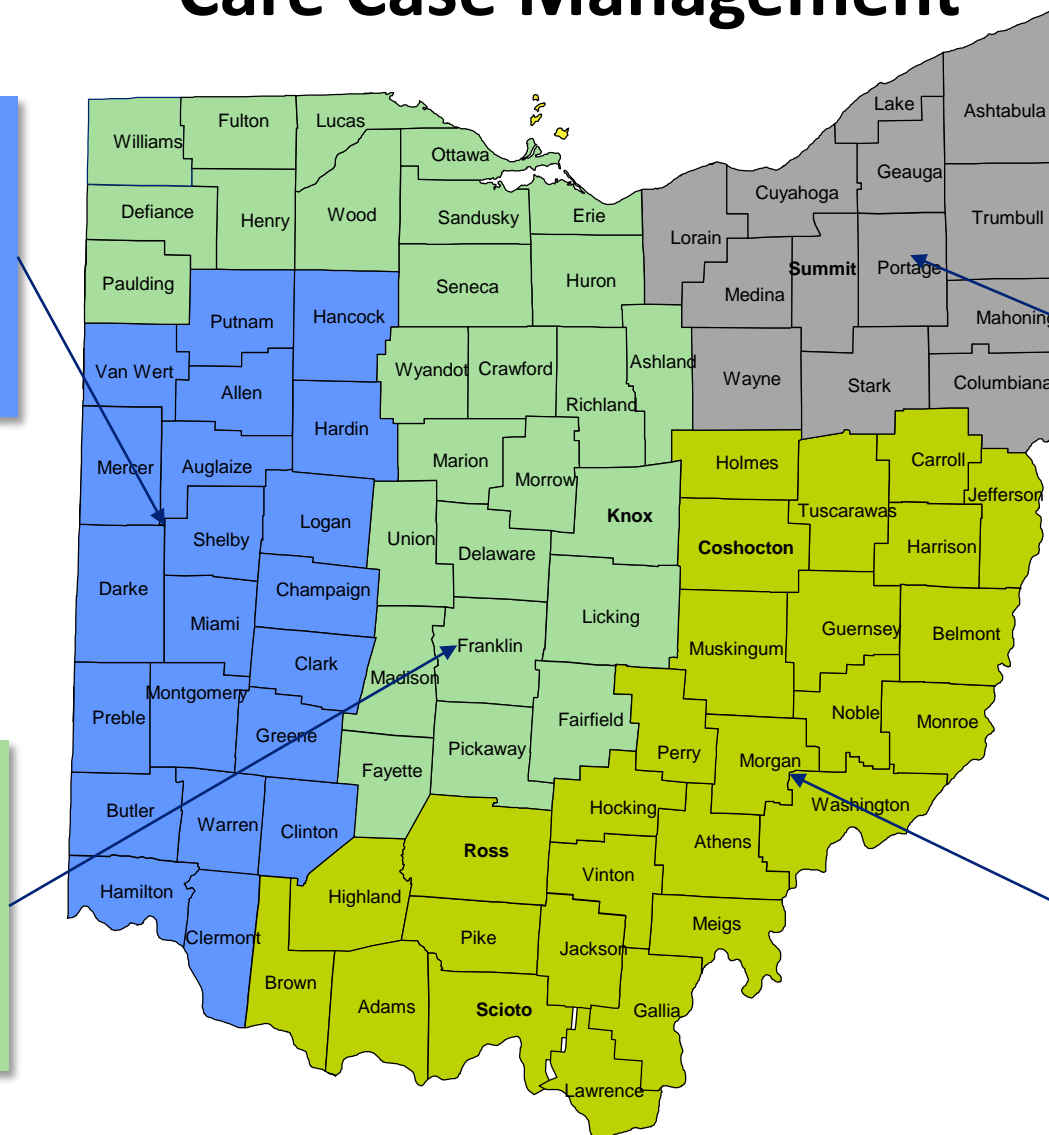 Care Case Management
Lake
Ashtabula
Williams
Fulton
Lucas
Ottawa
Geauga
Cuyahoga
Defiance
Henry
Wood
Sandusky
Erie
Trumbull
Lorain
Summit
Portage
Paulding
Seneca
Huron
Medina
Putnam
Hancock
Mahoning
Van Wert
Allen
Wyandot
Crawford
Ashland
Wayne
Stark
Columbiana
Richland
Hardin
Mercer
Auglaize
Marion
Morrow
Holmes
Carroll
Jefferson
Logan
Knox
Tuscarawas
Shelby
Union
Delaware
Coshocton
Harrison
Darke
Champaign
Miami
Licking
Franklin
Muskingum
Guernsey
Belmont
Clark
Madison
Montgomery
Preble
Greene
Fairfield
Noble
Monroe
Pickaway
Perry
Morgan
Fayette
Butler
Warren
Clinton
Hocking
Washington
Ross
Athens
Hamilton
Highland
Vinton
Clermont
Pike
Jackson
Meigs
Brown
Adams
Scioto
Gallia
Lawrence